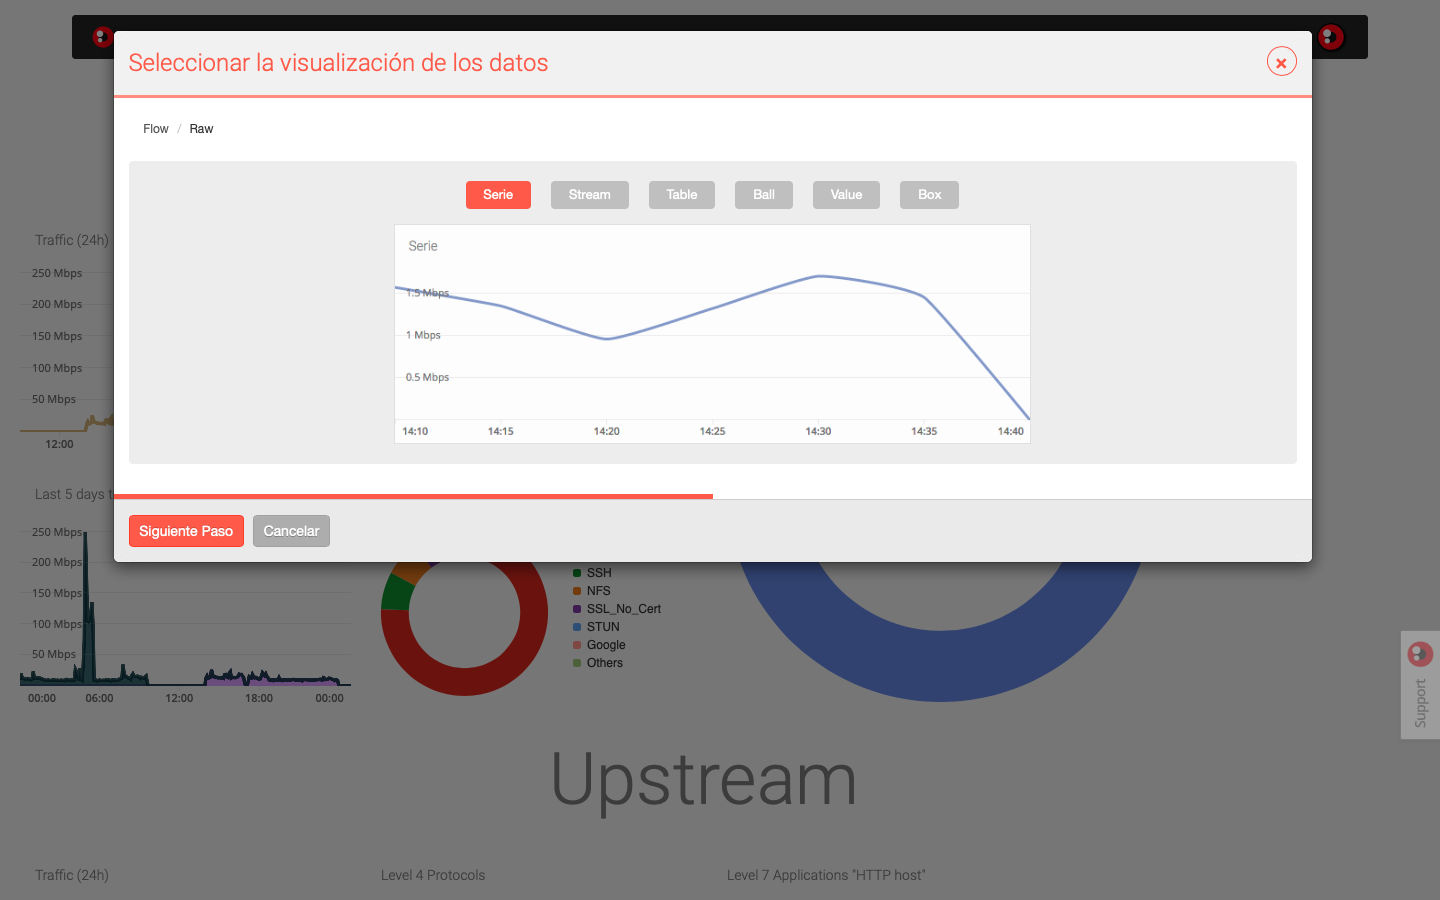 Seleccionar la visualización de los datos
Flow / Raw
Serie Stream Table Ball Value Box
Serie
1.5 Mbps
1 Mbps
0.5 Mbps
14:10 14:15 14:20 14:25 14:30 14:35 14:40
Siguiente Paso Cancelar
Traffic (24h)
250 Mbps
200 Mbps
150 Mbps
100 Mbps
50 Mbps
12:00
Last 5 days t
250 Mbps
200 Mbps
150 Mbps
100 Mbps
50 Mbps
00:00 06:00 12:00 18:00 00:00
SSH
NFS
SSL_No_Cert
STUN
Google
Others
Support
Upstream
Traffic (24h) Level 4 Protocols Level 7 Applications "HTTP host"